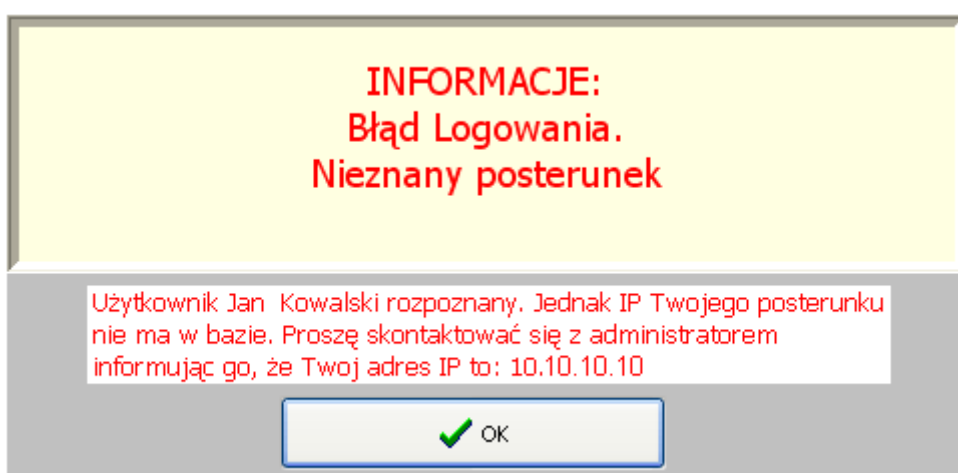 INFORMACJE:
Błąd Logowania.
Nieznany posterunek
Użytkownik Jan  Kowalski rozpoznany. Jednak IP Twojego posterunku
nie ma w bazie. Proszę skontaktować się z administratorem
informując go, że Twoj adres IP to: 10.10.10.10
OK